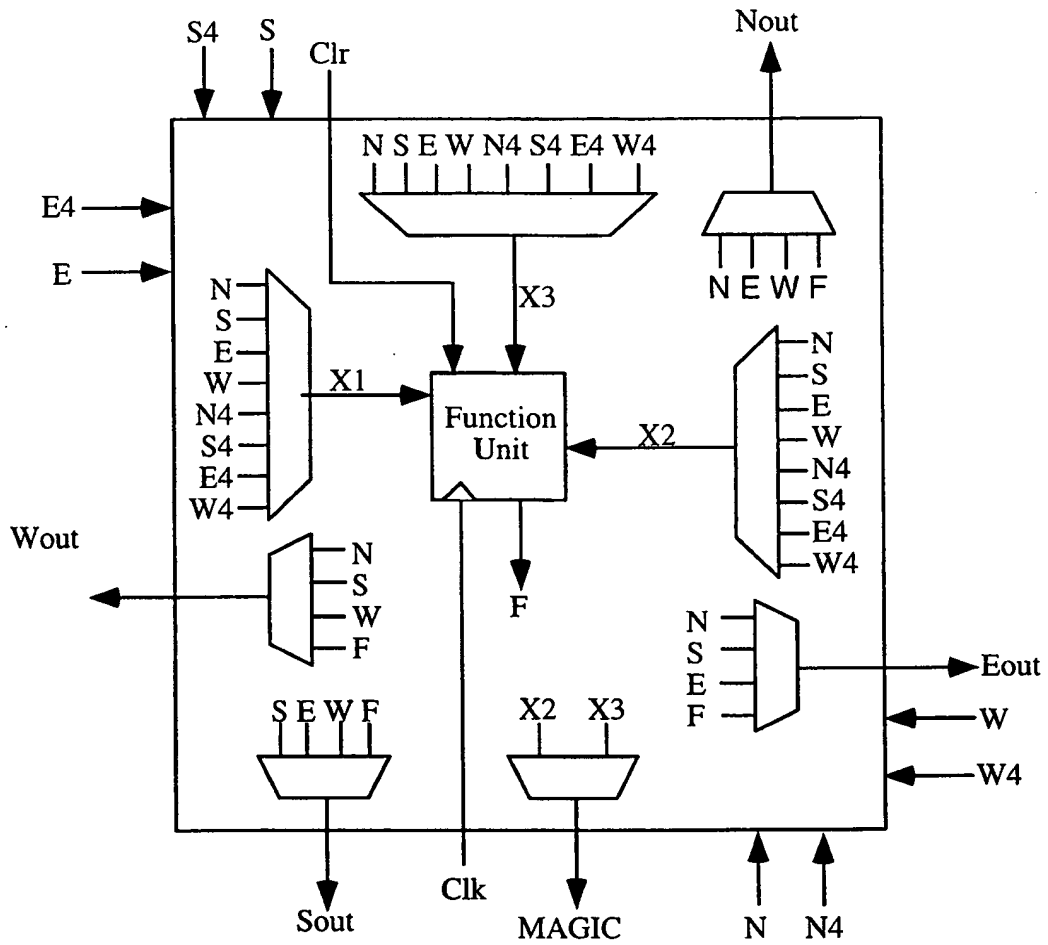 S4 S Clr Nout
N S E W N4 S4 E4 W4
E4
E
N E W F
X3
N
S
E
W
N4
S4
E4
W4
X1
Function
Unit
X2
N
S
E
W
N4
S4
E4
W4
Wout
N
S
W
F
F
N
S
E
F
Eout
W
W4
S E W F
X2 X3
Sout
Clk
MAGIC
N N4